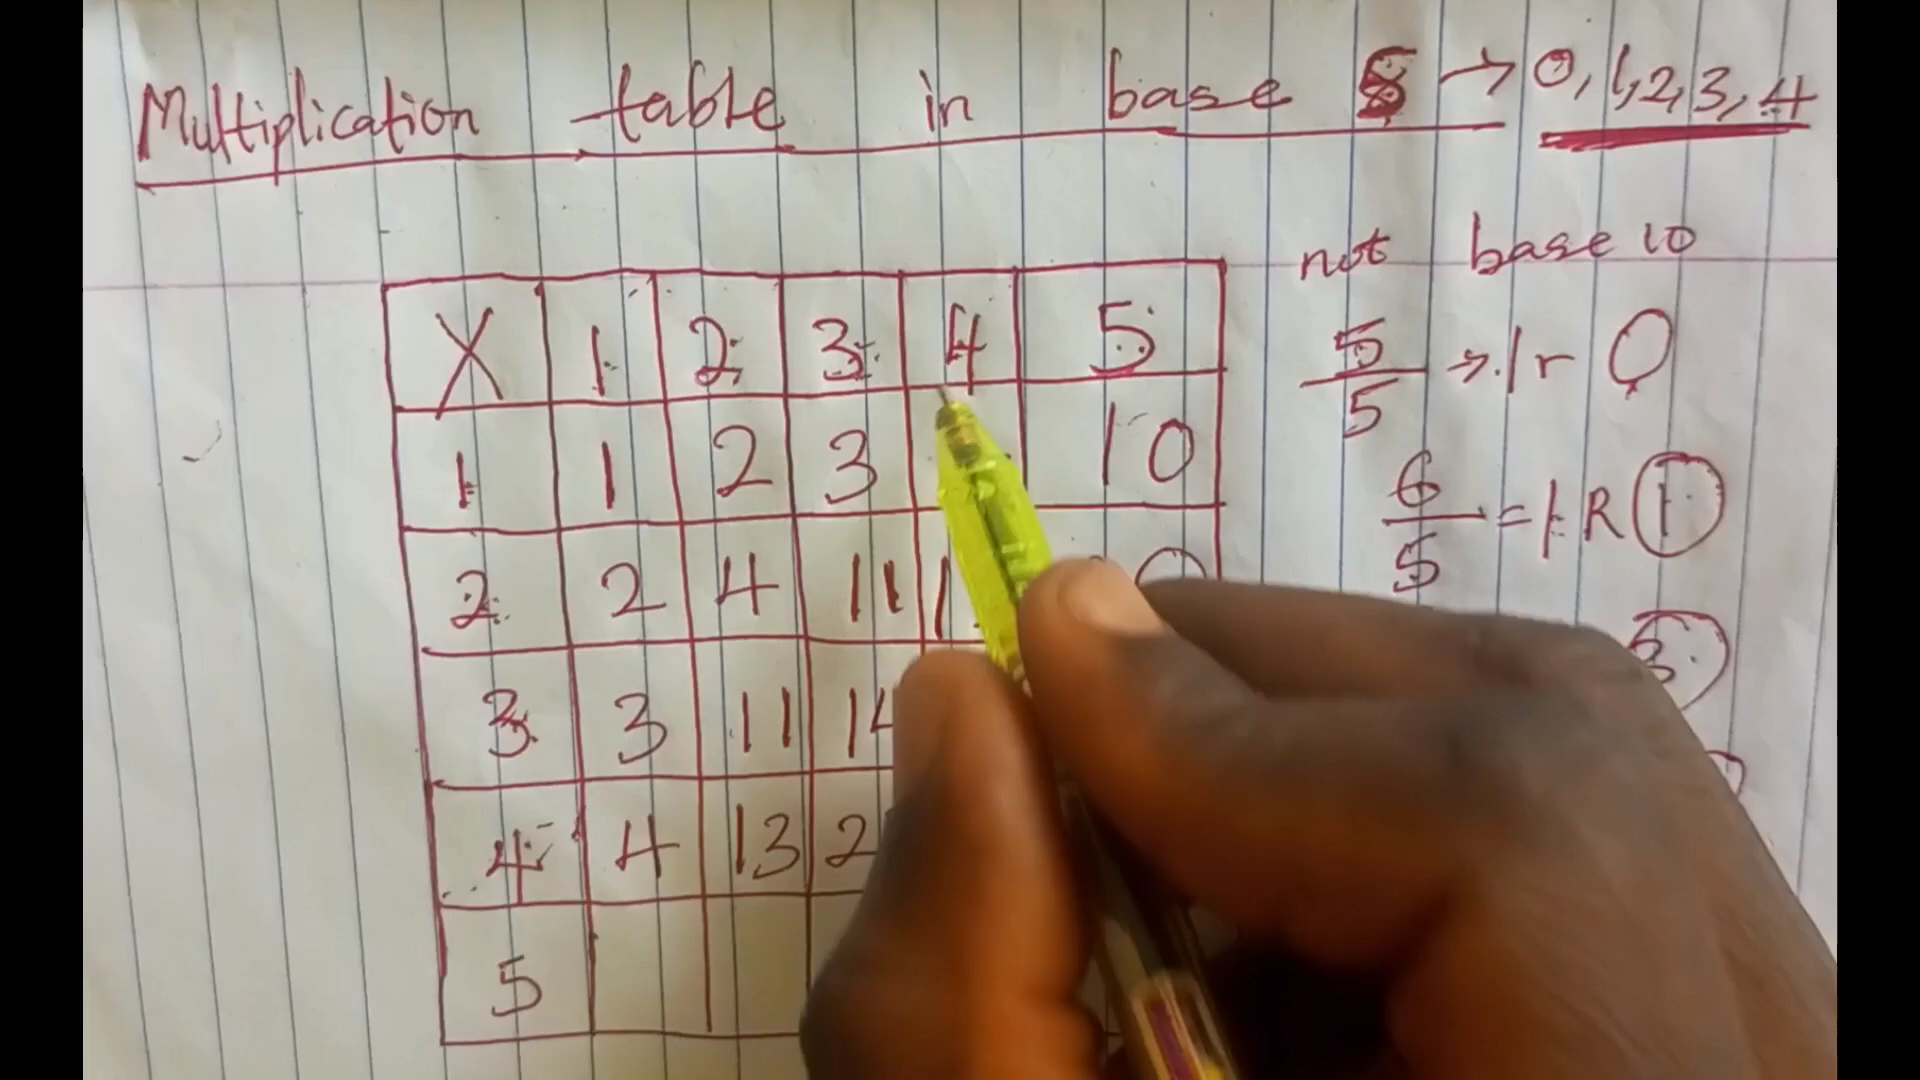 Multiplication table in base 5 → 0, 1, 2, 3, 4
not base 10
X 1 2 3 4 5
5/5 → 1 r 0
1 1 2 3 10
6/5 = 1 R 1
2 2 4 11
3 3 11 14
4 4 13 2
5